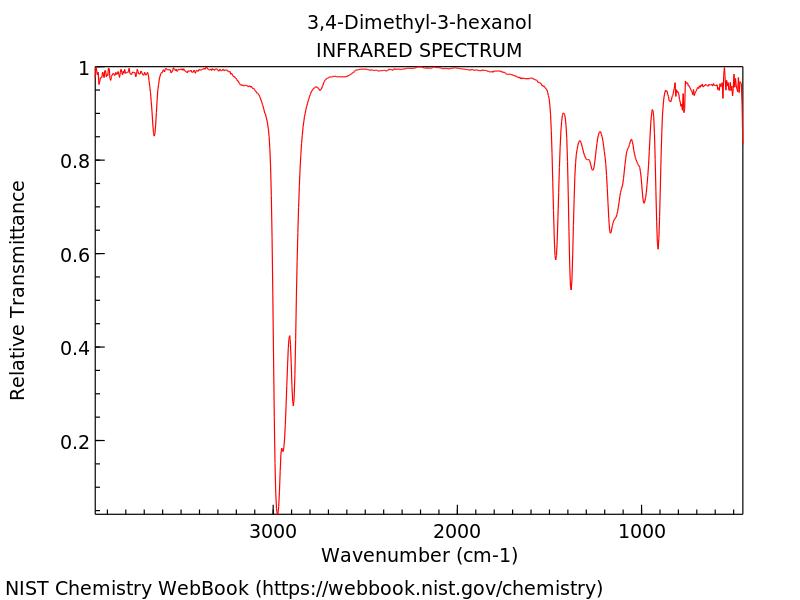 3,4-Dimethyl-3-hexanol
INFRARED SPECTRUM
1
0.8
0.6
0.4
0.2
Relative Transmittance
3000 2000 1000
Wavenumber (cm-1)
NIST Chemistry WebBook (https://webbook.nist.gov/chemistry)